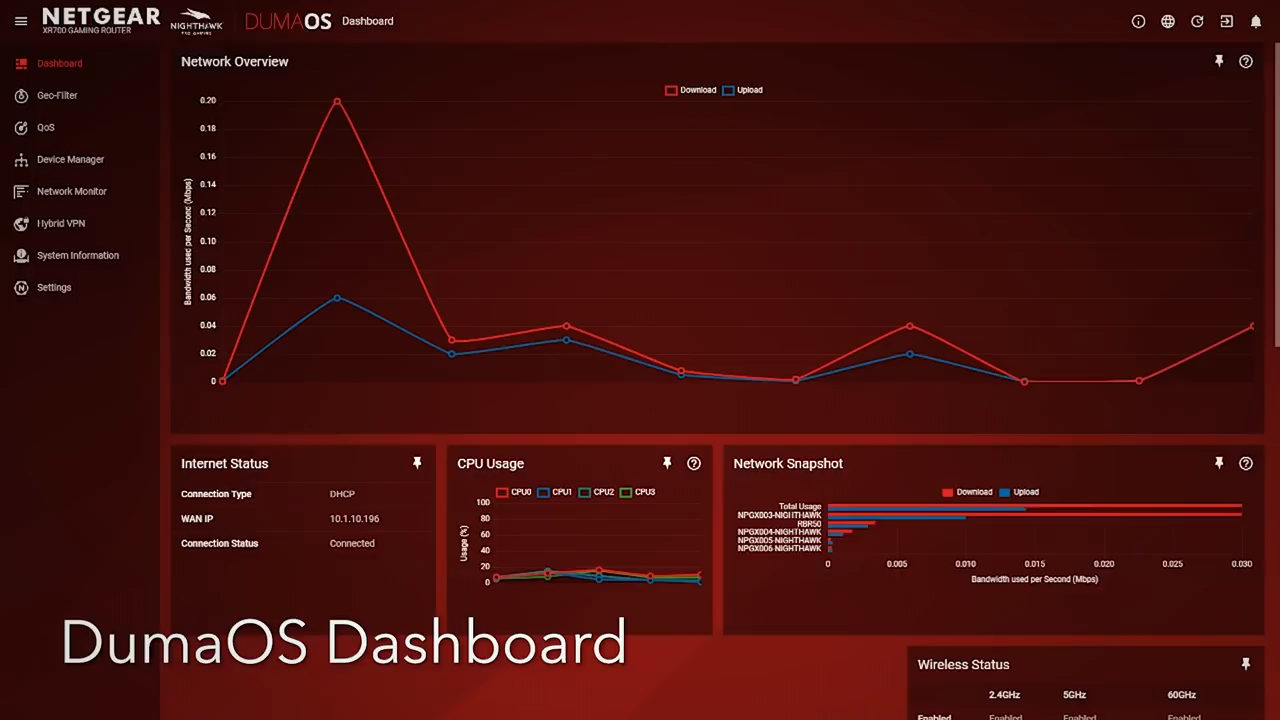 NETGEAR
XR700 GAMING ROUTER
NIGHTHAWK
PRO GAMING
DUMAOS
Dashboard
Dashboard
Geo-Filter
QoS
Device Manager
Network Monitor
Hybrid VPN
System Information
Settings
Network Overview
Download Upload
Bandwidth used per Second (Mbps)
0.20
0.18
0.16
0.14
0.12
0.10
0.08
0.06
0.04
0.02
0
Internet Status
Connection Type DHCP
WAN IP 10.1.10.196
Connection Status Connected
CPU Usage
CPU0 CPU1 CPU2 CPU3
Usage (%)
100
80
60
40
20
0
Network Snapshot
Download Upload
Total Usage
NPGX003-NIGHTHAWK
RBR50
NPGX004-NIGHTHAWK
NPGX005-NIGHTHAWK
NPGX006-NIGHTHAWK
0 0.005 0.010 0.015 0.020 0.025 0.030
Bandwidth used per Second (Mbps)
DumaOS Dashboard
Wireless Status
2.4GHz 5GHz 60GHz
Enabled Enabled Enabled Enabled